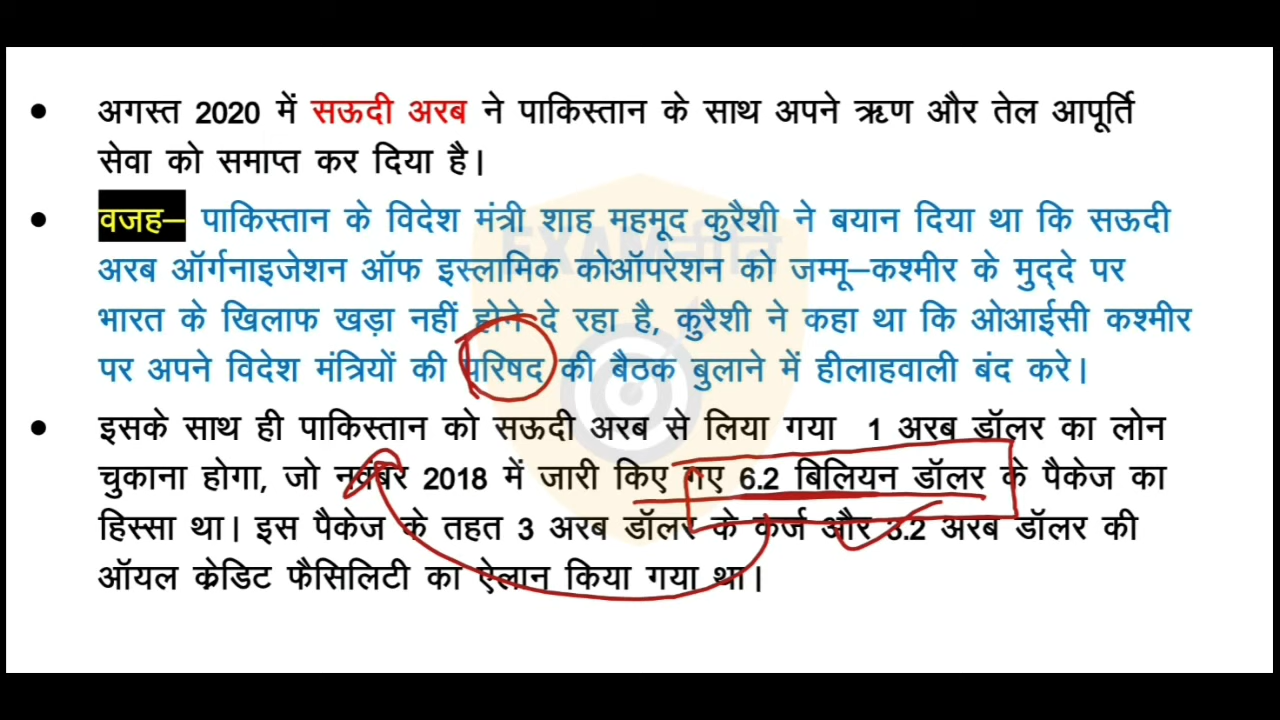 • अगस्त 2020 में सऊदी अरब ने पाकिस्तान के साथ अपने ऋण और तेल आपूर्ति
सेवा को समाप्त कर दिया है।
• वजह– पाकिस्तान के विदेश मंत्री शाह महमूद कुरैशी ने बयान दिया था कि सऊदी
अरब ऑर्गनाइजेशन ऑफ इस्लामिक कोऑपरेशन को जम्मू–कश्मीर के मुद्दे पर
भारत के खिलाफ खड़ा नहीं होने दे रहा है, कुरैशी ने कहा था कि ओआईसी कश्मीर
पर अपने विदेश मंत्रियों की परिषद की बैठक बुलाने में हीलाहवाली बंद करे।
• इसके साथ ही पाकिस्तान को सऊदी अरब से लिया गया 1 अरब डॉलर का लोन
चुकाना होगा, जो नवंबर 2018 में जारी किए गए 6.2 बिलियन डॉलर के पैकेज का
हिस्सा था। इस पैकेज के तहत 3 अरब डॉलर के कर्ज और 3.2 अरब डॉलर की
ऑयल क्रेडिट फैसिलिटी का ऐलान किया गया था।
EXAMनीति